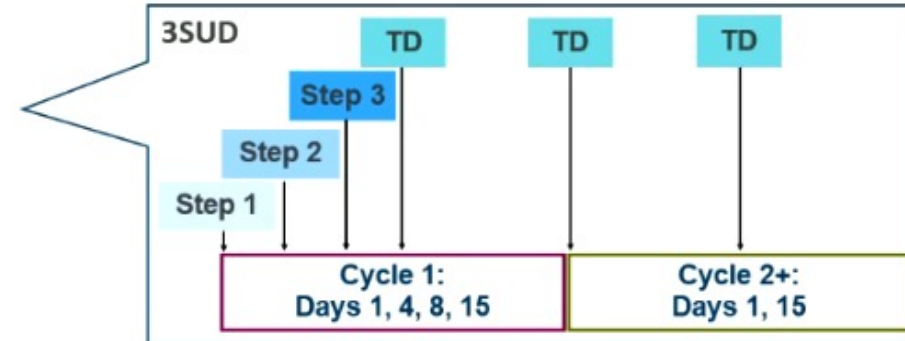 3SUD
TD
TD
TD
Step 3
Step 2
Step 1
Cycle 1:
Days 1, 4, 8, 15
Cycle 2+:
Days 1, 15